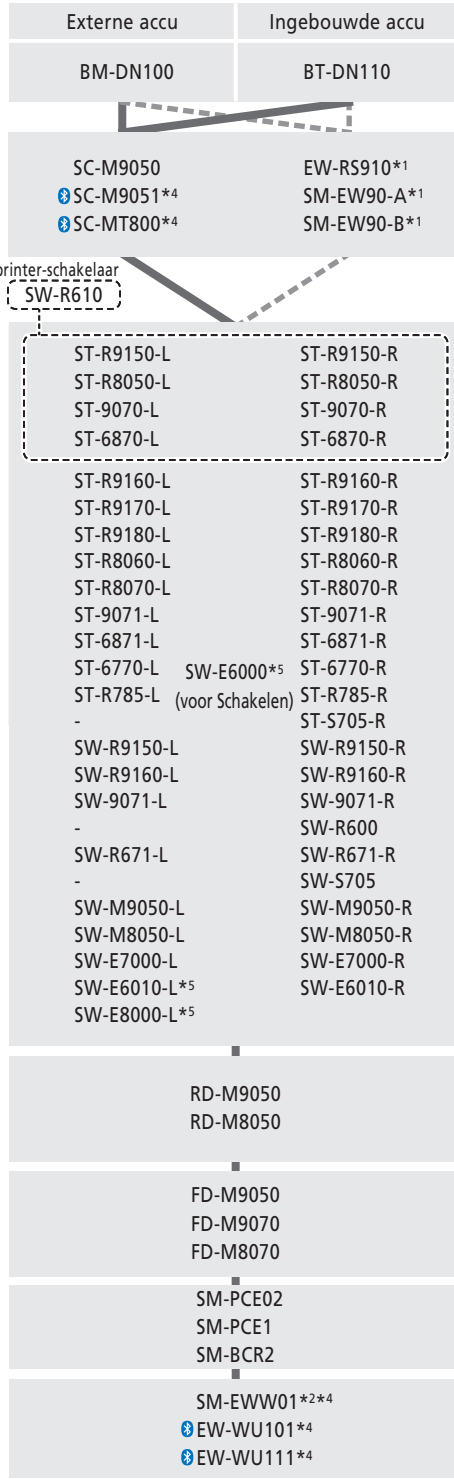 Externe accu Ingebouwde accu
BM-DN100 BT-DN110
SC-M9050 EW-RS910*1
SC-M9051*4 SM-EW90-A*1
SC-MT800*4 SM-EW90-B*1
printer-schakelaar
SW-R610
ST-R9150-L ST-R9150-R
ST-R8050-L ST-R8050-R
ST-9070-L ST-9070-R
ST-6870-L ST-6870-R
ST-R9160-L ST-R9160-R
ST-R9170-L ST-R9170-R
ST-R9180-L ST-R9180-R
ST-R8060-L ST-R8060-R
ST-R8070-L ST-R8070-R
ST-9071-L ST-9071-R
ST-6871-L ST-6871-R
ST-6770-L SW-E6000*5 ST-6770-R
ST-R785-L (voor Schakelen) ST-R785-R
- ST-S705-R
SW-R9150-L SW-R9150-R
SW-R9160-L SW-R9160-R
SW-9071-L SW-9071-R
- SW-R600
SW-R671-L SW-R671-R
- SW-S705
SW-M9050-L SW-M9050-R
SW-M8050-L SW-M8050-R
SW-E7000-L SW-E7000-R
SW-E6010-L*5 SW-E6010-R
SW-E8000-L*5
RD-M9050
RD-M8050
FD-M9050
FD-M9070
FD-M8070
SM-PCE02
SM-PCE1
SM-BCR2
SM-EWW01*2*4
EW-WU101*4
EW-WU111*4